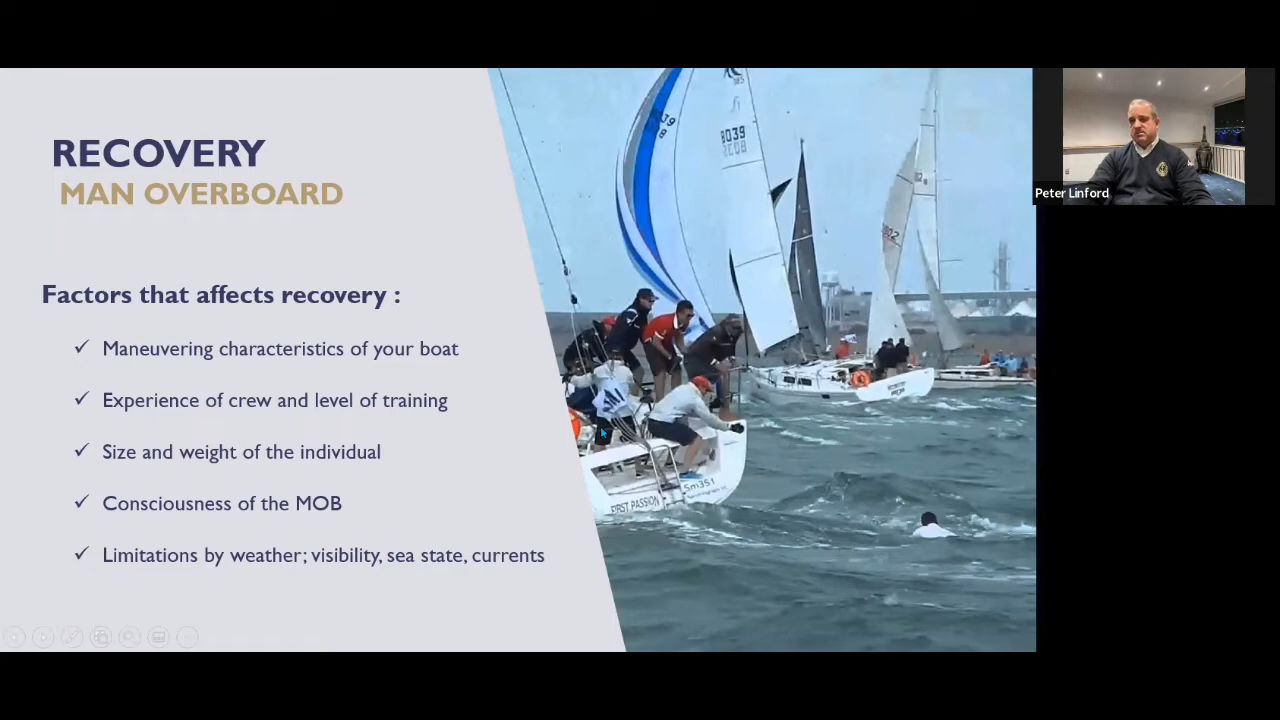 RECOVERY
MAN OVERBOARD
Factors that affects recovery :
✓ Maneuvering characteristics of your boat
✓ Experience of crew and level of training
✓ Size and weight of the individual
✓ Consciousness of the MOB
✓ Limitations by weather; visibility, sea state, currents
8039
FIRST PASSION
Sm351
Peter Linford